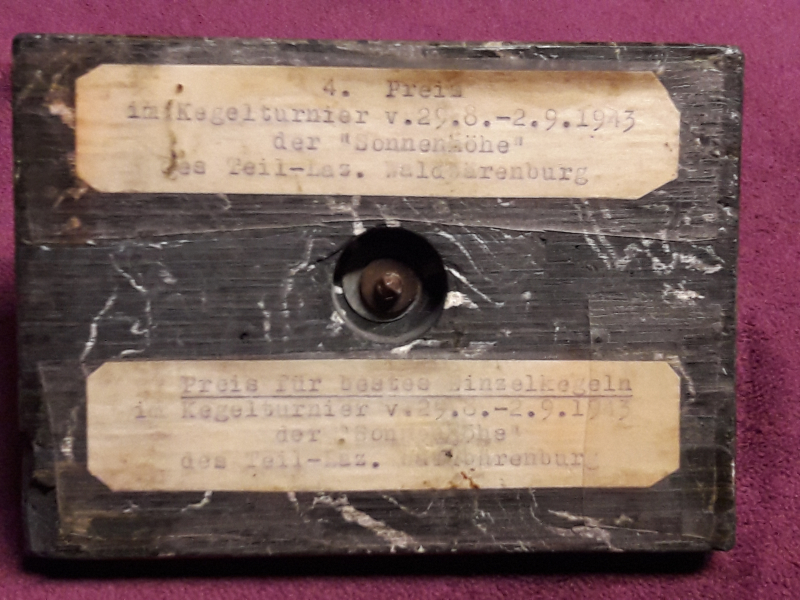 4. Preis
im Kegelturnier v.29.8.-2.9.1943
der "Sonnenhöhe"
des Teil-Laz. Waldbärenburg
Preis für bestes Einzelkegeln
im Kegelturnier v.29.8.-2.9.1943
der "Sonnenhöhe"
des Teil-Laz. Waldbärenburg